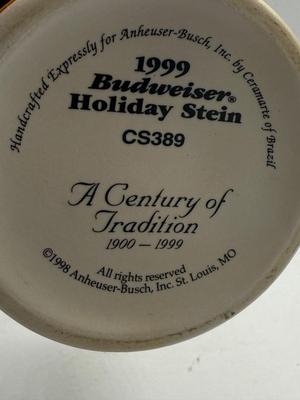 Handcrafted Expressly for Anheuser-Busch, Inc. by Ceramarte of Brazil
1999
Budweiser®
Holiday Stein
CS389
A Century of
Tradition
1900 — 1999
All rights reserved
©1998 Anheuser-Busch, Inc. St. Louis, MO